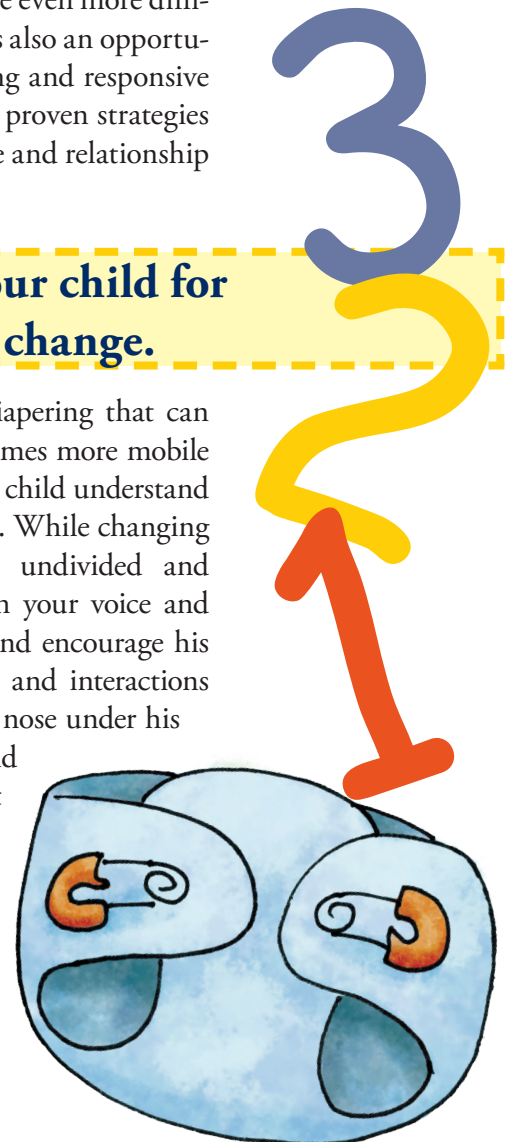 e even more diffi-
s also an opportu-
ng and responsive
proven strategies
e and relationship
3
our child for
change.
2
iapering that can
mes more mobile
child understand
. While changing
undivided and
n your voice and
nd encourage his
and interactions
nose under his
1